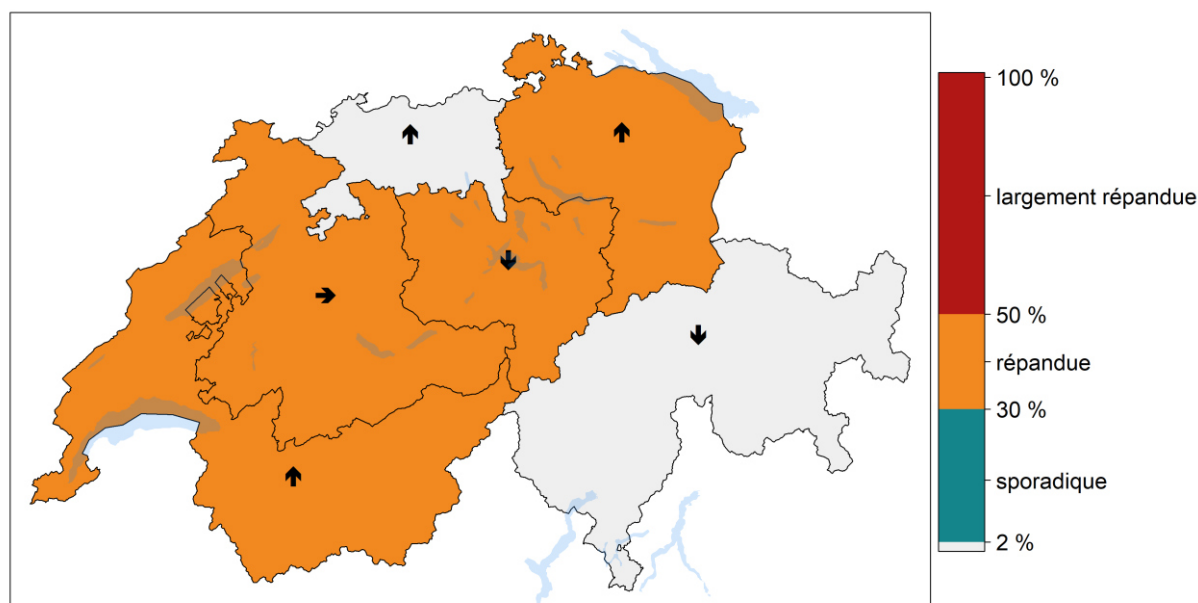 100 %
largement répandue
50 %
répandue
30 %
sporadique
2 %